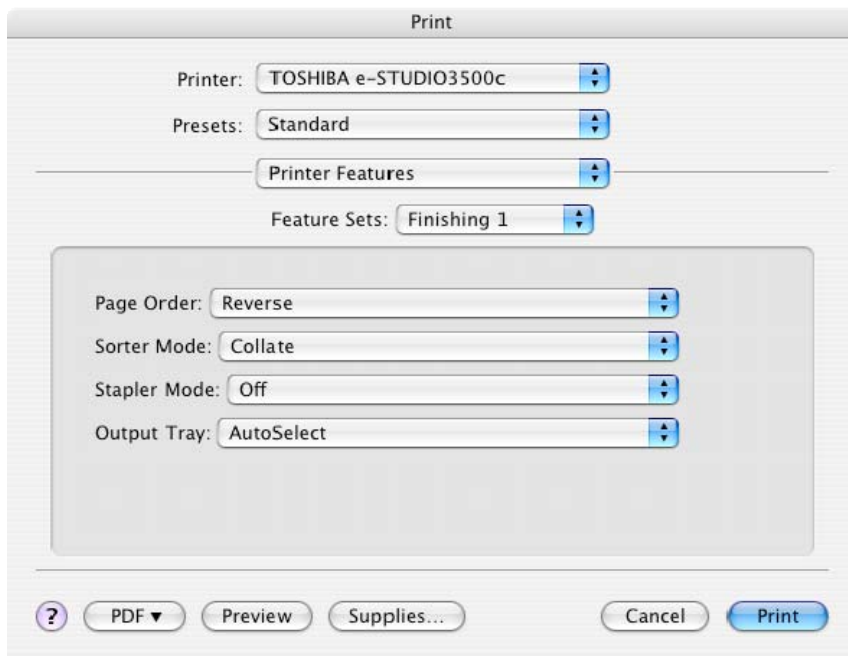 Print
Printer: TOSHIBA e-STUDIO3500c
Presets: Standard
Printer Features
Feature Sets: Finishing 1
Page Order: Reverse
Sorter Mode: Collate
Stapler Mode: Off
Output Tray: AutoSelect
? PDF ▼ Preview Supplies... Cancel Print